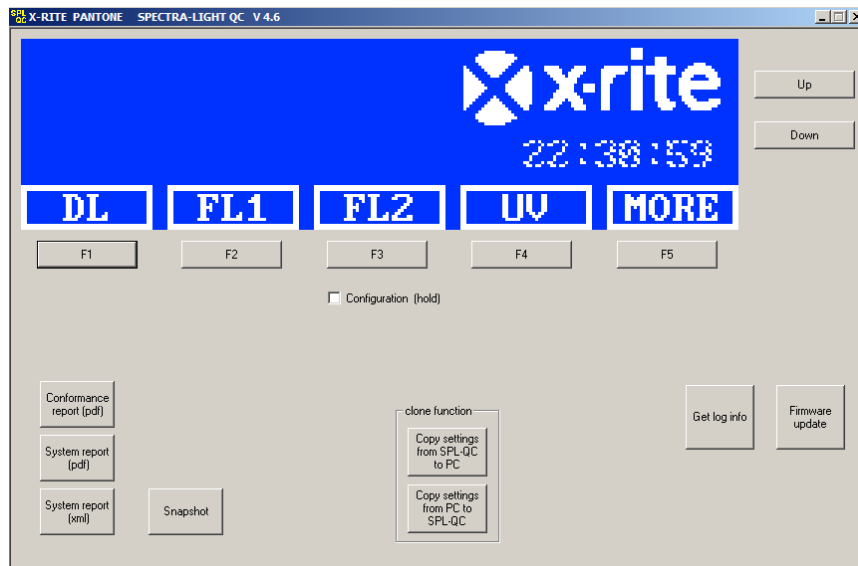 SPL QC X-RITE PANTONE SPECTRA-LIGHT QC V 4.6
x-rite
Up
22:30:59
Down
DL FL1 FL2 UV MORE
F1 F2 F3 F4 F5
Configuration (hold)
Conformance
report (pdf)
System report
(pdf)
System report
(xml)
Snapshot
clone function
Copy settings
from SPL-QC
to PC
Copy settings
from PC to
SPL-QC
Get log info
Firmware
update